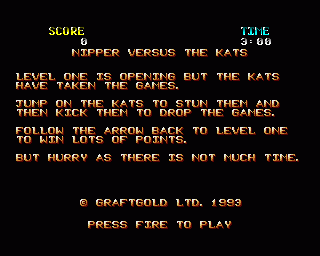 SCORE TIME
0 3:00
NIPPER VERSUS THE KATS
LEVEL ONE IS OPENING BUT THE KATS
HAVE TAKEN THE GAMES.
JUMP ON THE KATS TO STUN THEM AND
THEN KICK THEM TO DROP THE GAMES.
FOLLOW THE ARROW BACK TO LEVEL ONE
TO WIN LOTS OF POINTS.
BUT HURRY AS THERE IS NOT MUCH TIME.
© GRAFTGOLD LTD. 1993
PRESS FIRE TO PLAY